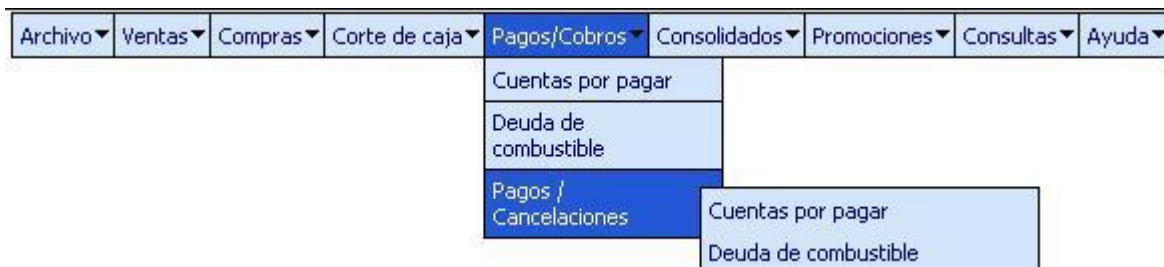 Archivo Ventas Compras Corte de caja Pagos/Cobros Consolidados Promociones Consultas Ayuda
Cuentas por pagar
Deuda de
combustible
Pagos /
Cancelaciones
Cuentas por pagar
Deuda de combustible